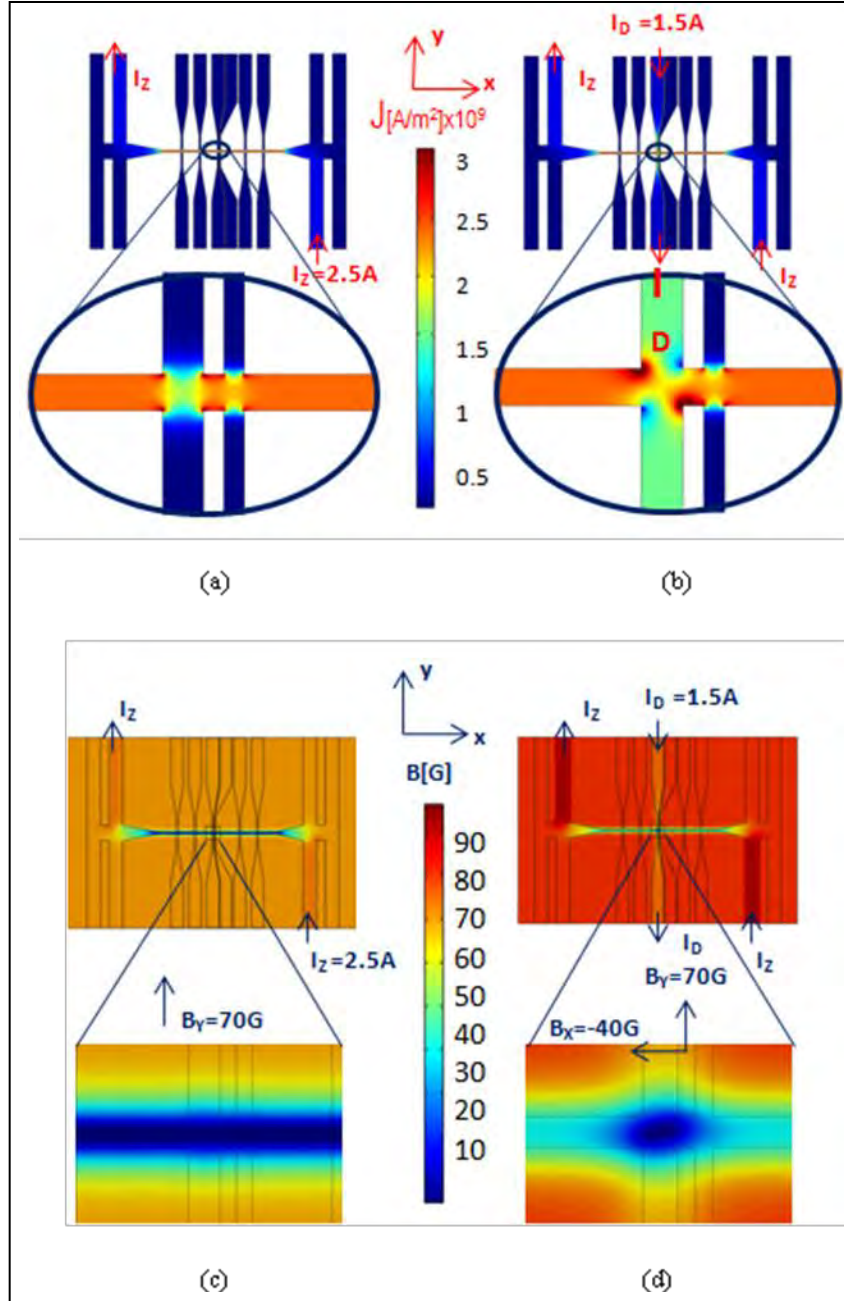 y
x
I_Z
I_Z=2.5A
J[A/m²]x10⁹
3
2.5
2
1.5
1
0.5
I_D = 1.5A
I_Z
I
D
I_Z
(a)
(b)
y
x
I_Z
I_Z=2.5A
B_Y=70G
B[G]
90
80
70
60
50
40
30
20
10
I_Z
I_D =1.5A
I_D
I_Z
B_Y=70G
B_X=-40G
(c)
(d)